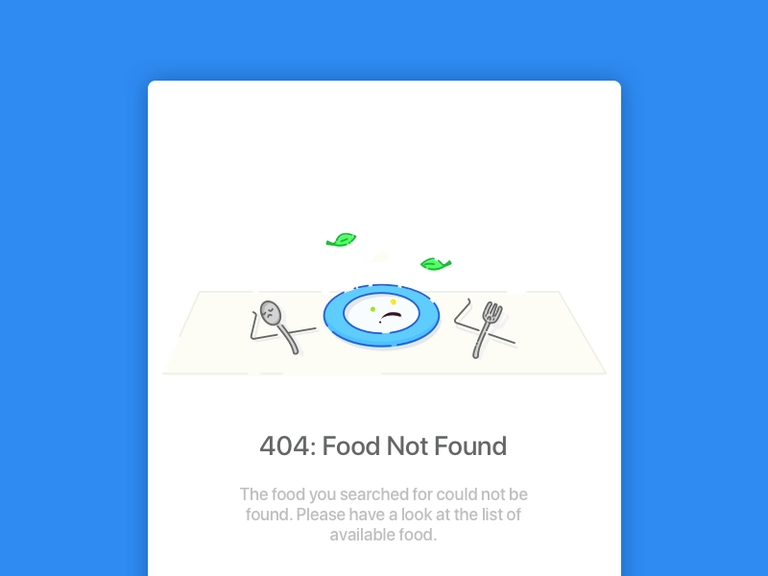 404: Food Not Found
The food you searched for could not be
found. Please have a look at the list of
available food.